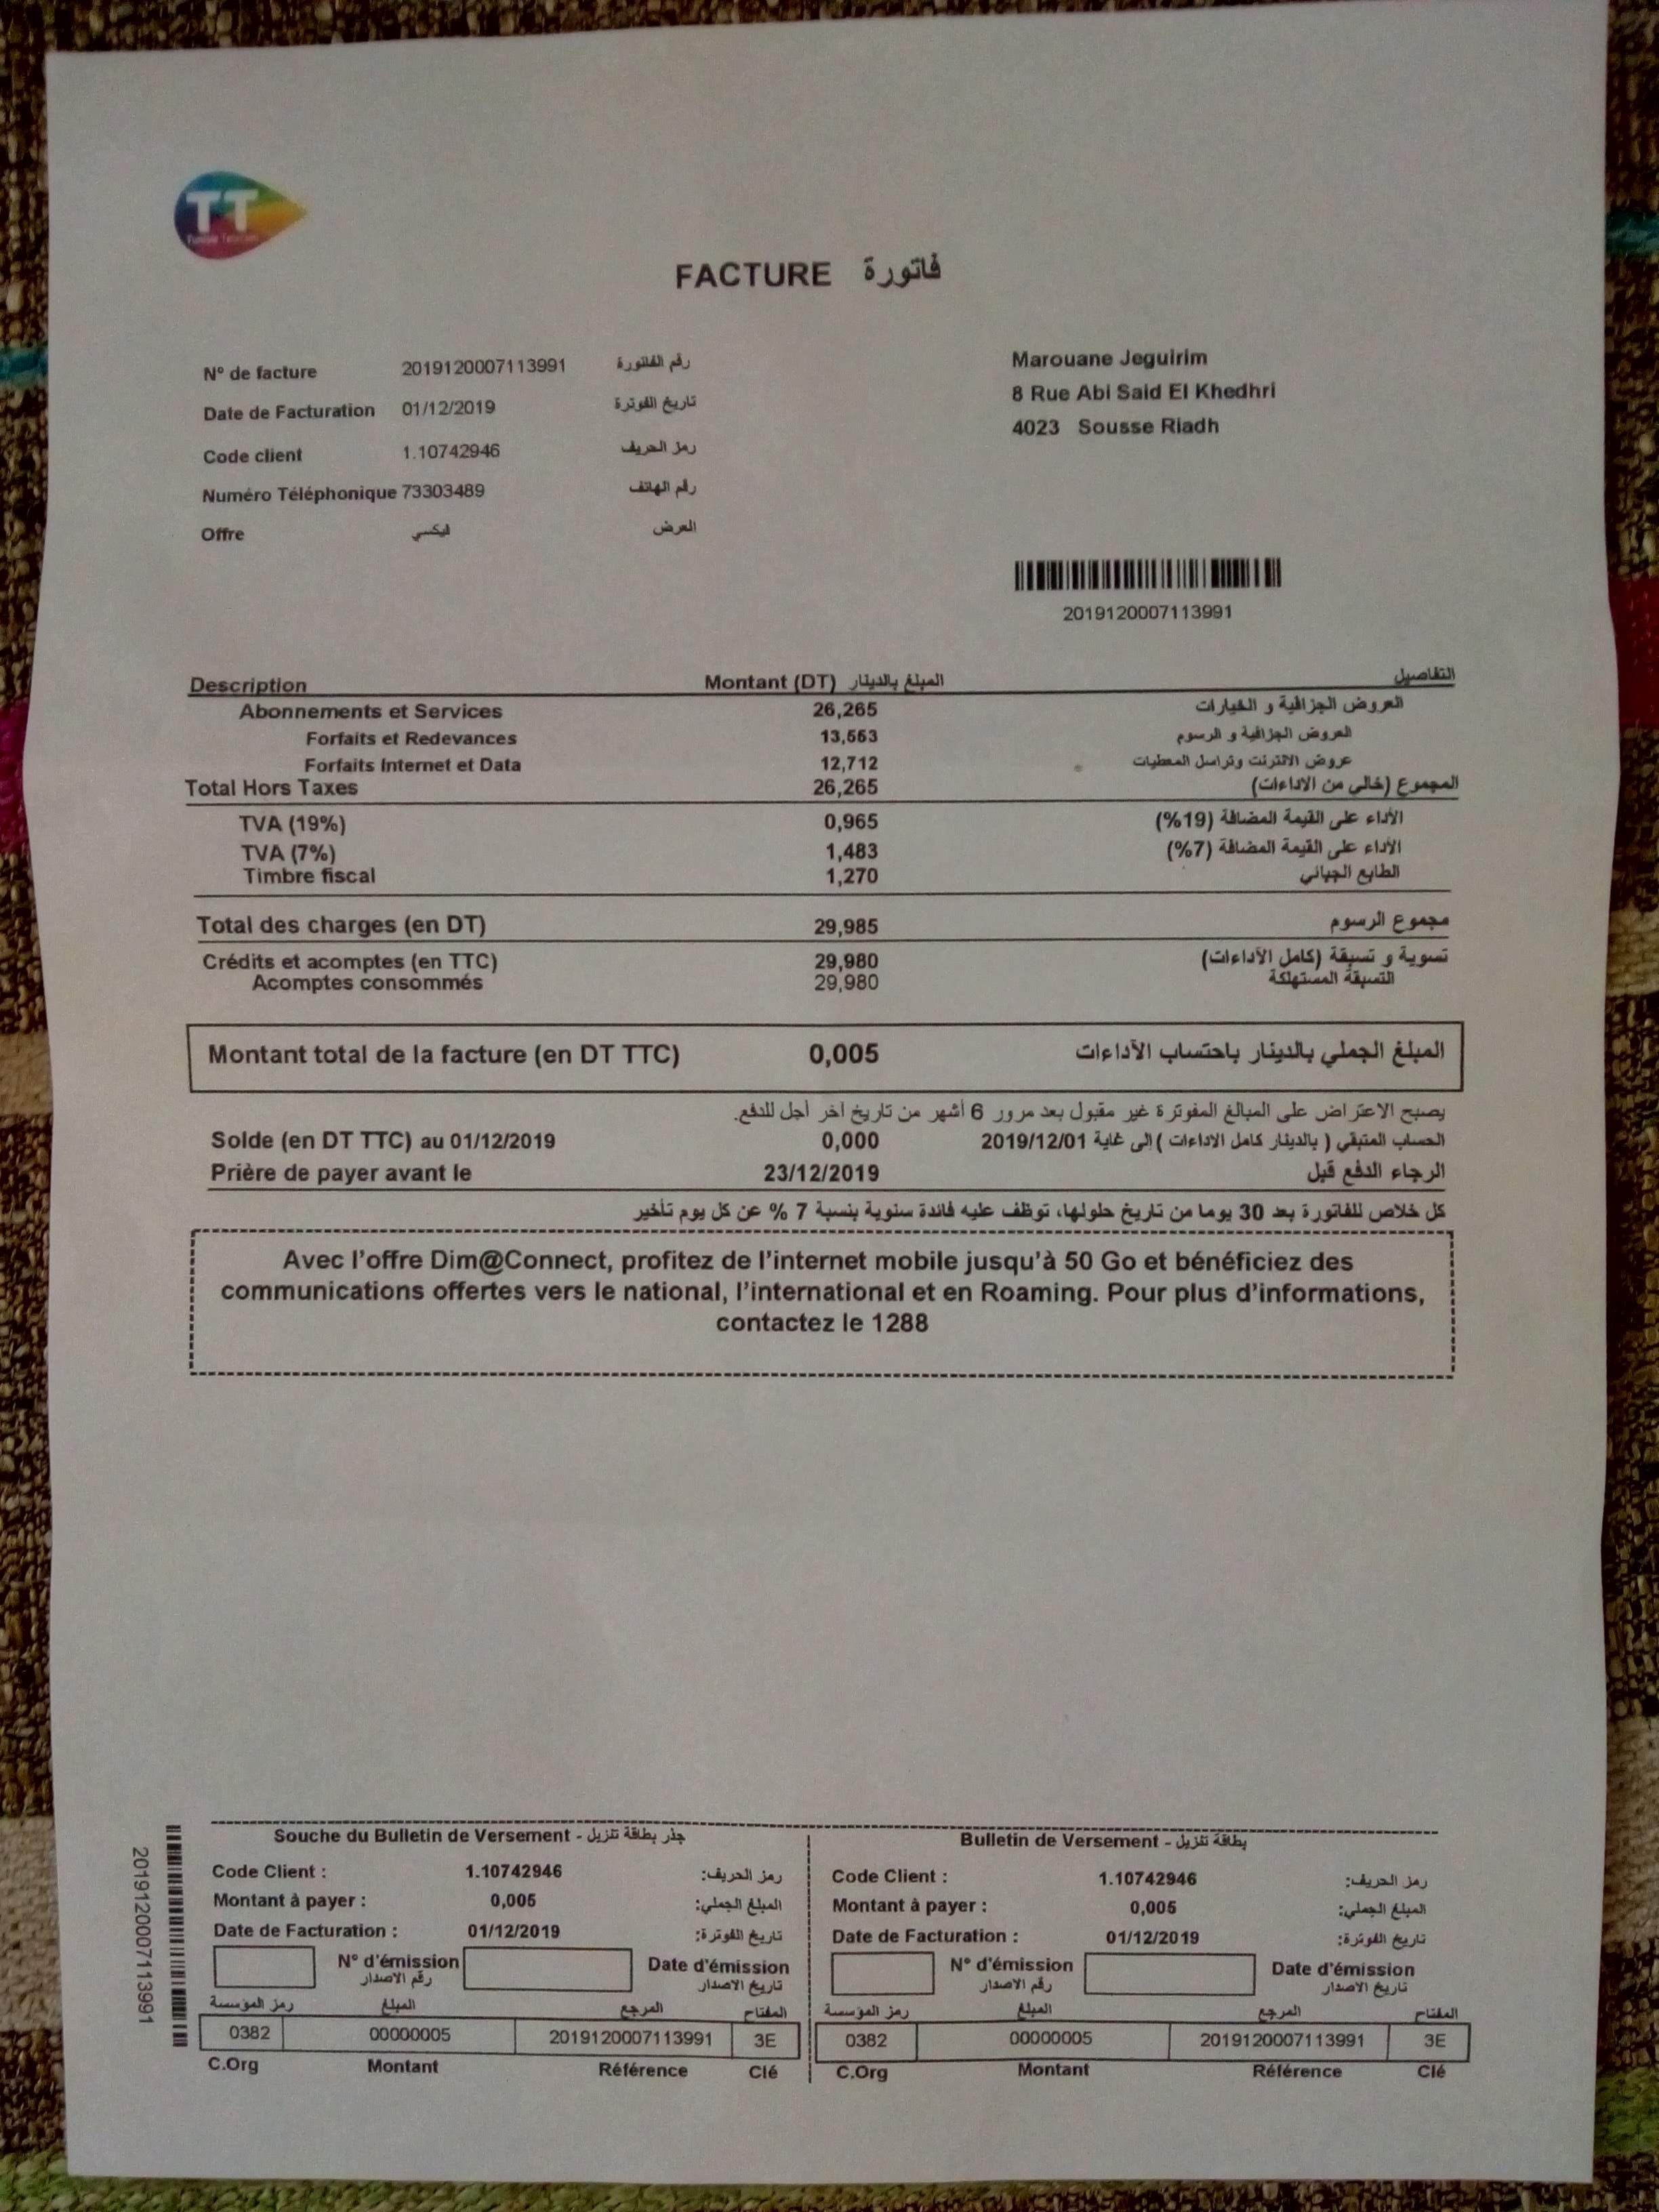 TT
Tunisie Telecom
FACTURE فاتورة
N° de facture 2019120007113991 رقم الفاتورة
Date de Facturation 01/12/2019 تاريخ الفوترة
Code client 1.10742946 رمز الحريف
Numéro Téléphonique 73303489 رقم الهاتف
Offre فيكسي العرض
Marouane Jeguirim
8 Rue Abi Said El Khedhri
4023 Sousse Riadh
2019120007113991
Description Montant (DT) المبلغ بالدينار التفاصيل
Abonnements et Services 26,265 العروض الجزافية و الخيارات
Forfaits et Redevances 13,553 العروض الجزافية و الرسوم
Forfaits Internet et Data 12,712 عروض الانترنت وتراسل المعطيات
Total Hors Taxes 26,265 المجموع (خالي من الاداءات)
TVA (19%) 0,965 الأداء على القيمة المضافة (19%)
TVA (7%) 1,483 الأداء على القيمة المضافة (7%)
Timbre fiscal 1,270 الطابع الجبائي
Total des charges (en DT) 29,985 مجموع الرسوم
Crédits et acomptes (en TTC) 29,980 تسوية و تسبقة (كامل الآداءات)
Acomptes consommés 29,980 التسبقة المستهلكة
Montant total de la facture (en DT TTC) 0,005 المبلغ الجملي بالدينار باحتساب الآداءات
يصبح الاعتراض على المبالغ المفوترة غير مقبول بعد مرور 6 أشهر من تاريخ آخر أجل للدفع.
Solde (en DT TTC) au 01/12/2019 0,000 الحساب المتبقي ( بالدينار كامل الاداءات ) إلى غاية 2019/12/01
Prière de payer avant le 23/12/2019 الرجاء الدفع قبل
كل خلاص للفاتورة بعد 30 يوما من تاريخ حلولها، توظف عليه فائدة سنوية بنسبة 7 % عن كل يوم تأخير
Avec l'offre Dim@Connect, profitez de l'internet mobile jusqu'à 50 Go et bénéficiez des
communications offertes vers le national, l'international et en Roaming. Pour plus d'informations,
contactez le 1288
2019120007113991
Souche du Bulletin de Versement - جذر بطاقة تنزيل
Code Client : 1.10742946 رمز الحريف:
Montant à payer : 0,005 المبلغ الجملي:
Date de Facturation : 01/12/2019 تاريخ الفوترة:
N° d'émission Date d'émission
رقم الاصدار تاريخ الاصدار
رمز المؤسسة المبلغ المرجع المفتاح
0382 00000005 2019120007113991 3E
C.Org Montant Référence Clé
Bulletin de Versement - بطاقة تنزيل
Code Client : 1.10742946 رمز الحريف:
Montant à payer : 0,005 المبلغ الجملي:
Date de Facturation : 01/12/2019 تاريخ الفوترة:
N° d'émission Date d'émission
رقم الاصدار تاريخ الاصدار
رمز المؤسسة المبلغ المرجع المفتاح
0382 00000005 2019120007113991 3E
C.Org Montant Référence Clé